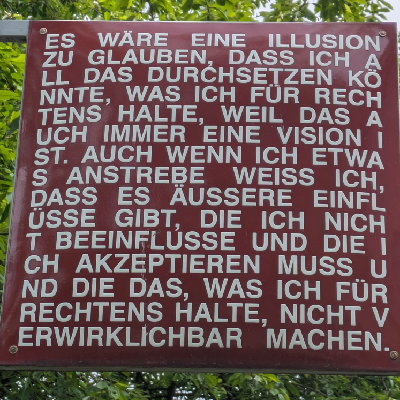 ES WÄRE EINE ILLUSION
ZU GLAUBEN, DASS ICH A
LL DAS DURCHSETZEN KÖ
NNTE, WAS ICH FÜR RECH
TENS HALTE, WEIL DAS A
UCH IMMER EINE VISION I
ST. AUCH WENN ICH ETWA
S ANSTREBE WEISS ICH,
DASS ES ÄUSSERE EINFL
ÜSSE GIBT, DIE ICH NICH
T BEEINFLUSSE UND DIE I
CH AKZEPTIEREN MUSS U
ND DIE DAS, WAS ICH FÜR
RECHTENS HALTE, NICHT V
ERWIRKLICHBAR MACHEN.